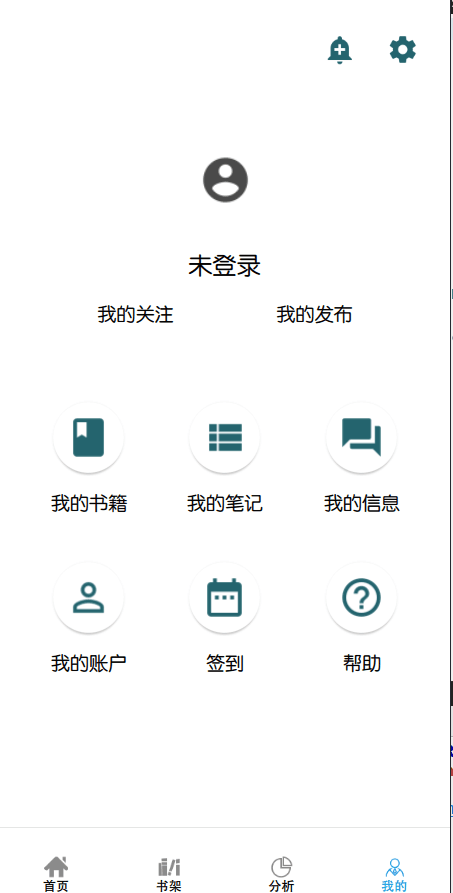 未登录
我的关注 我的发布
我的书籍 我的笔记 我的信息
我的账户 签到 帮助
首页 书架 分析 我的